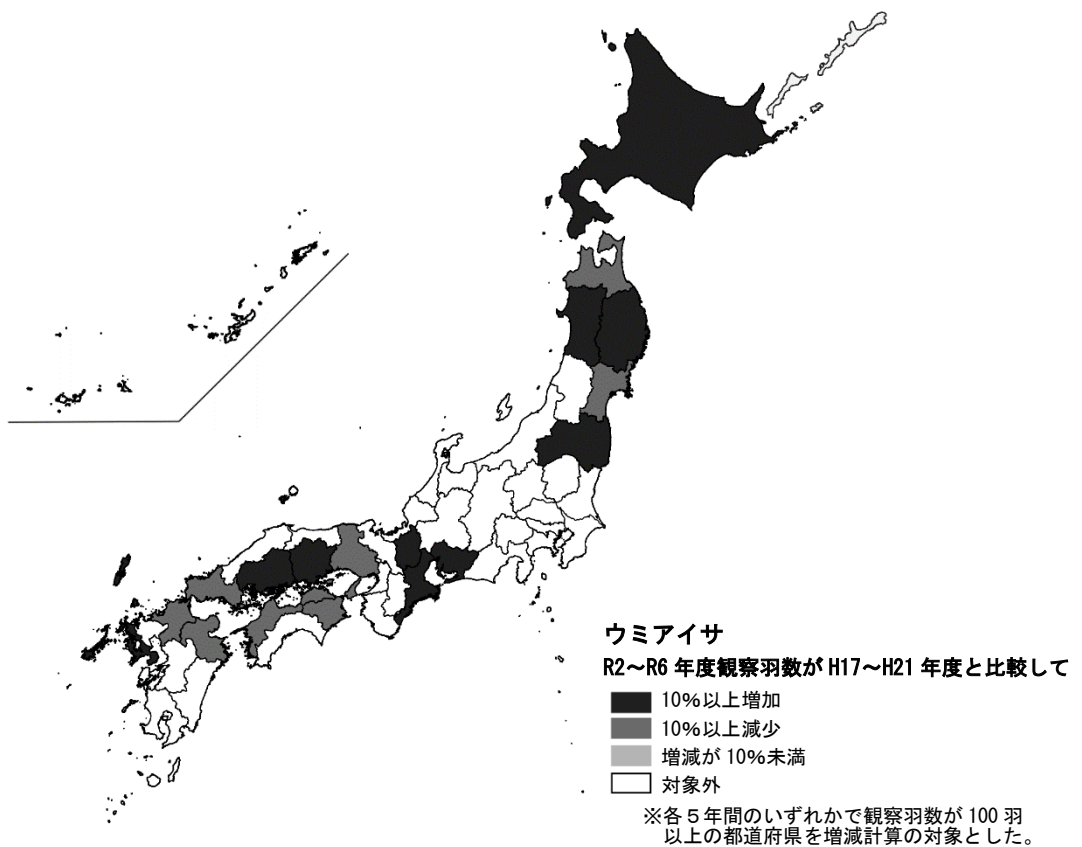 ウミアイサ
R2～R6 年度観察羽数が H17～H21 年度と比較して
10%以上増加
10%以上減少
増減が 10%未満
対象外
※各５年間のいずれかで観察羽数が 100 羽
以上の都道府県を増減計算の対象とした。